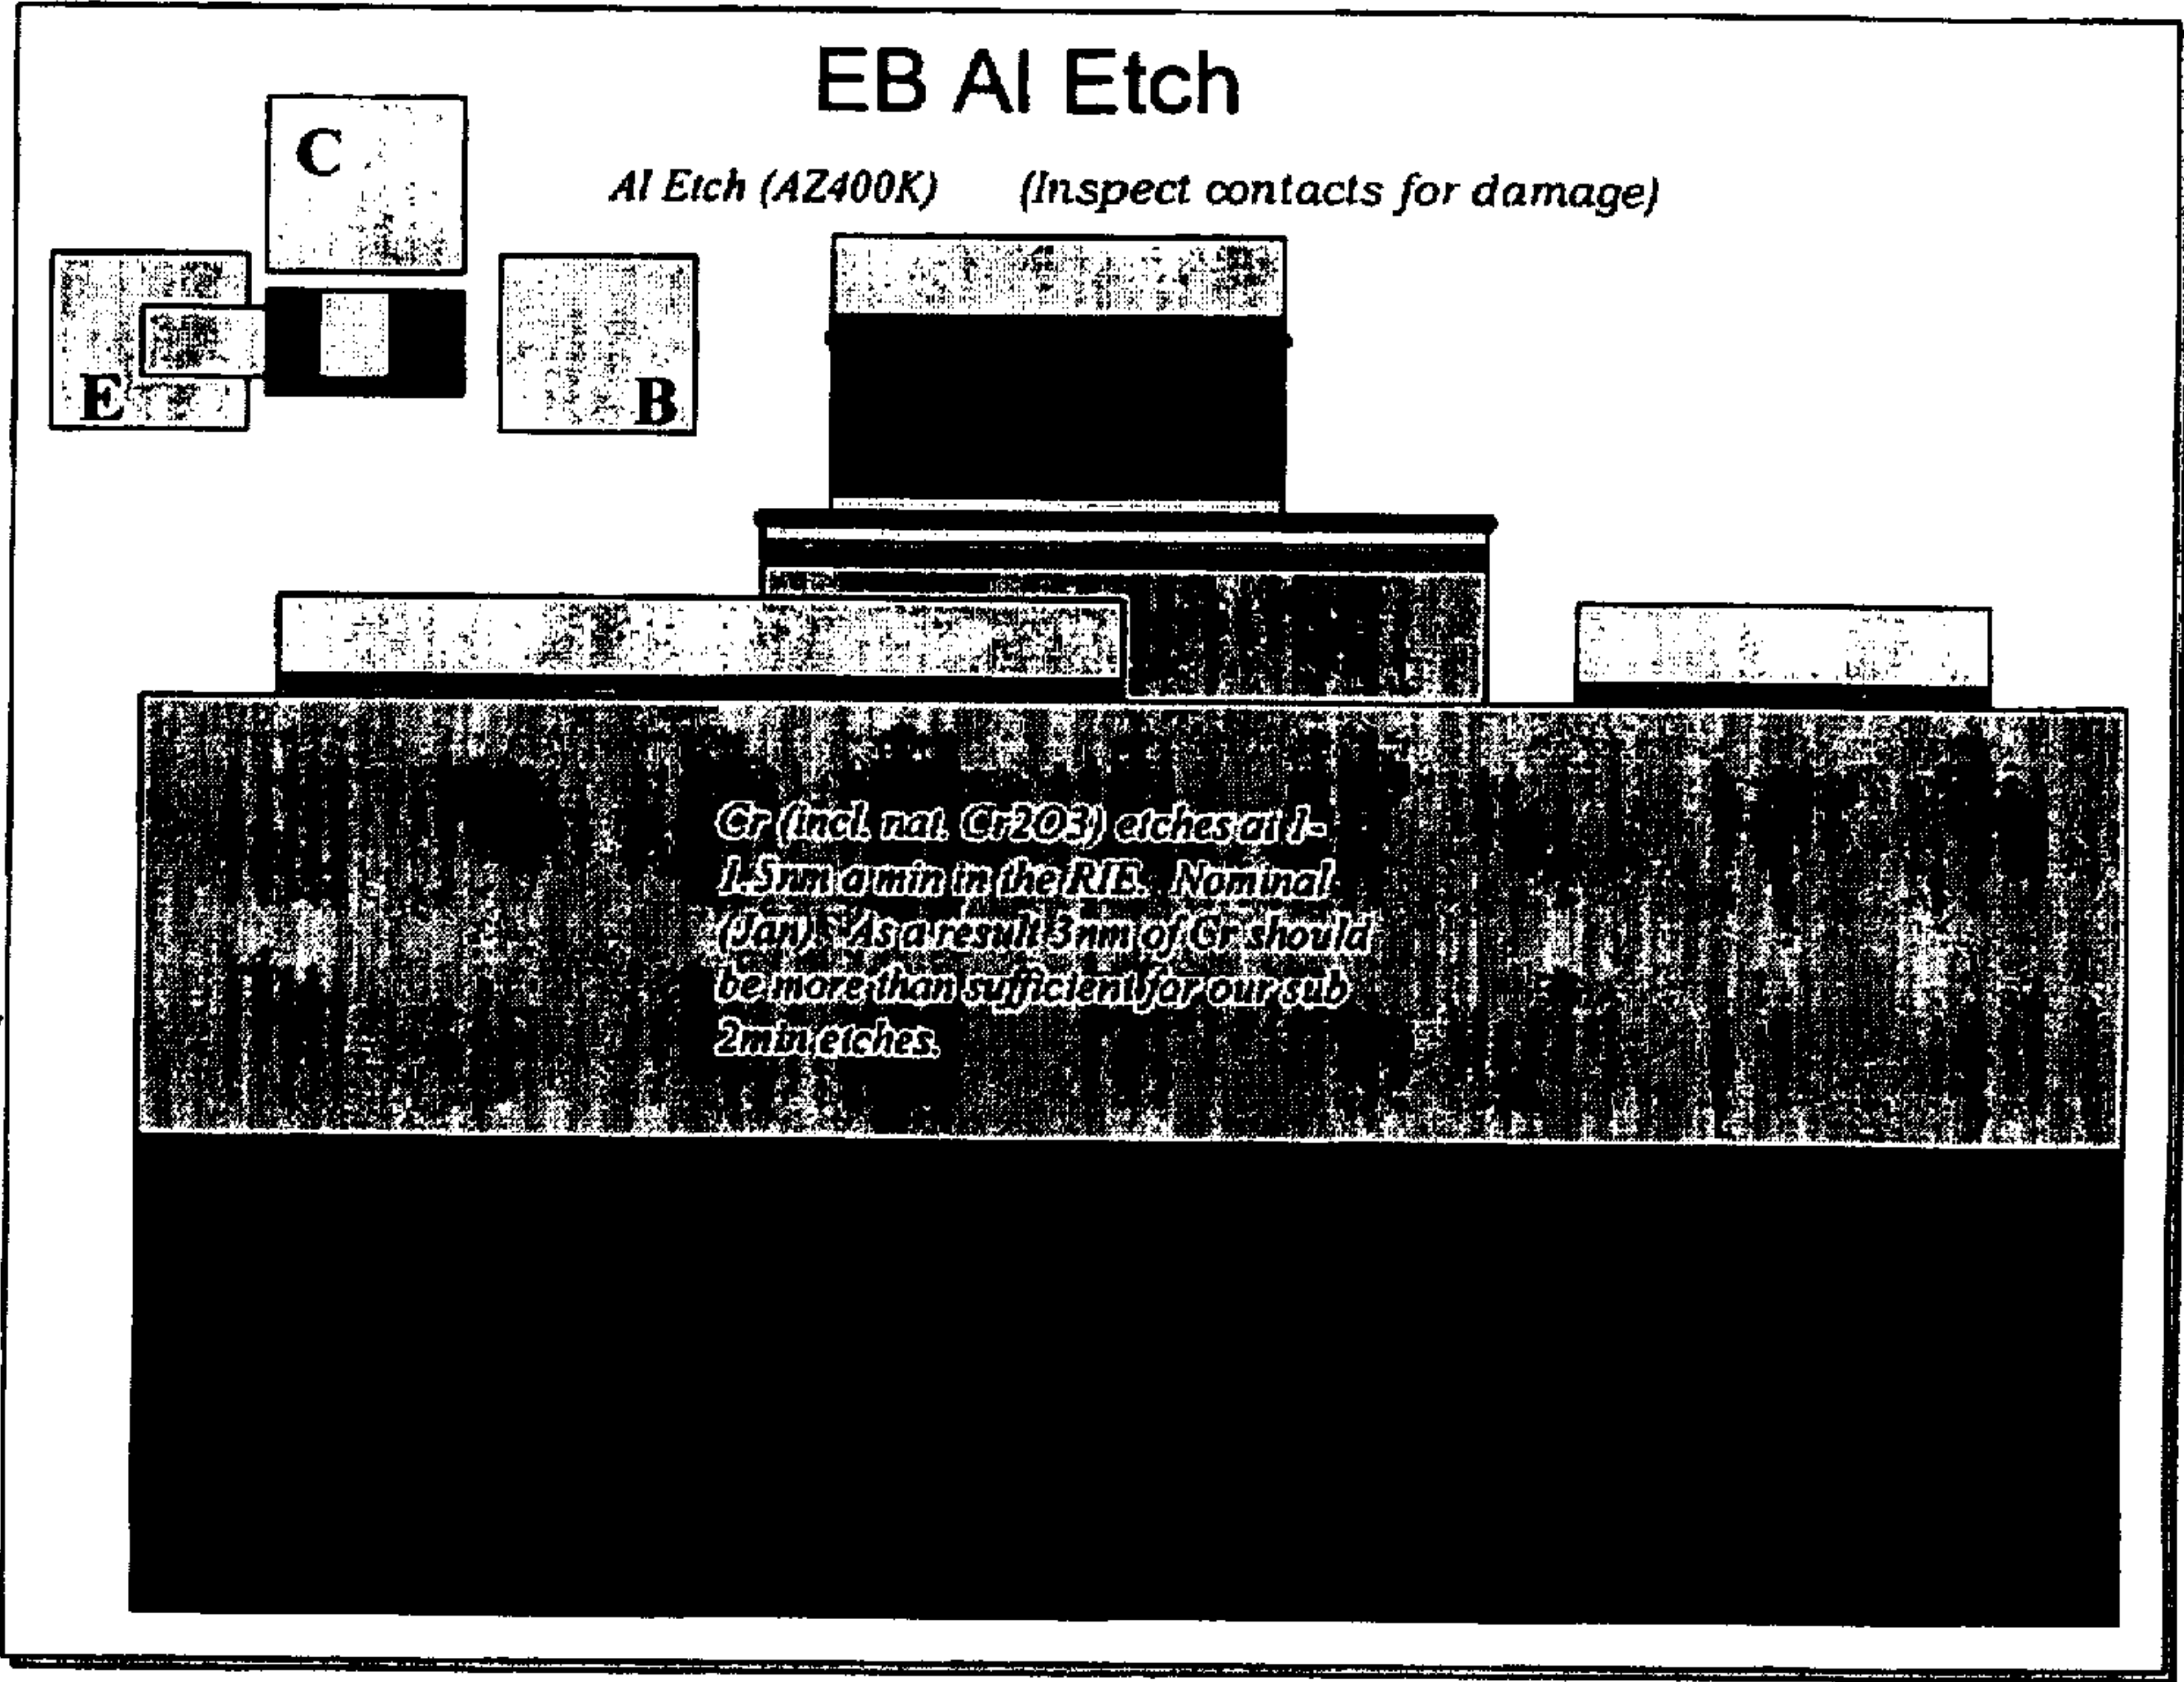 EB Al Etch
C
Al Etch (AZ400K) (Inspect contacts for damage)
E
B
Cr (incl. nat. Cr2O3) etches at 1-
1.5nm a min in the RIE. Nominal
(Jan). As a result 3nm of Cr should
be more than sufficient for our sub
2min etches.